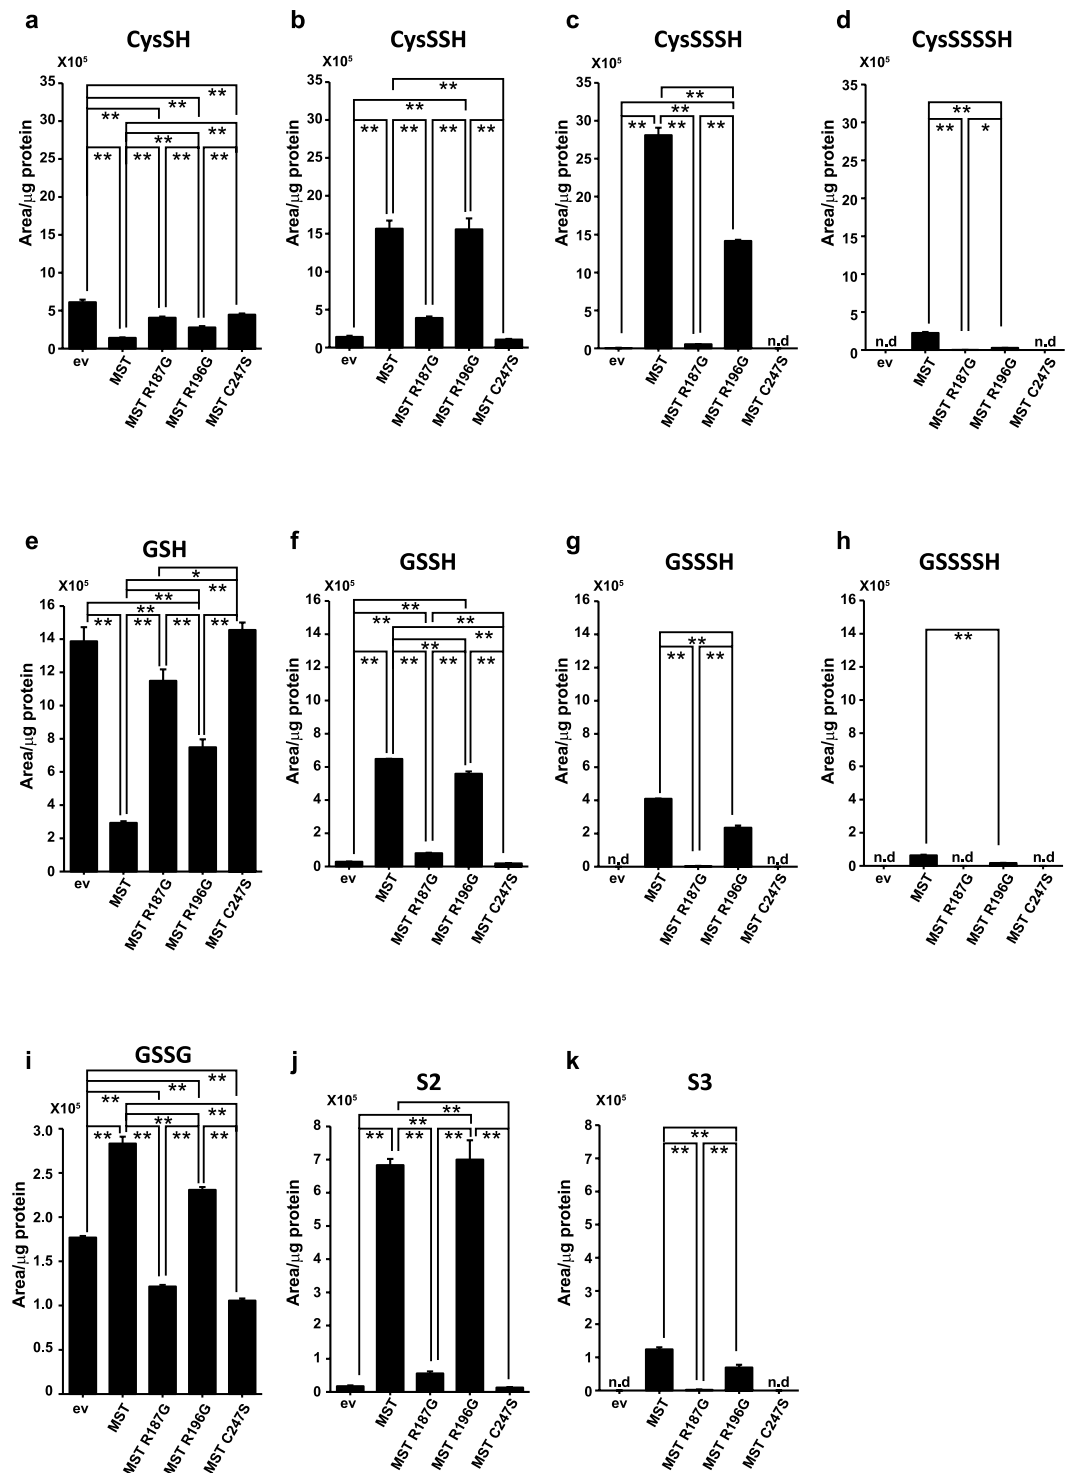 a
CysSH
X10⁵
Area/μg protein
35
30
25
20
15
10
5
0
**
**
**
**
**
**
**
**
**
**
ev
MST
MST R187G
MST R196G
MST C247S
b
CysSSH
X10⁵
Area/μg protein
35
30
25
20
15
10
5
0
**
**
**
**
**
**
ev
MST
MST R187G
MST R196G
MST C247S
c
CysSSSH
X10⁵
Area/μg protein
35
30
25
20
15
10
5
0
**
**
**
**
**
n.d
ev
MST
MST R187G
MST R196G
MST C247S
d
CysSSSSH
X10⁵
Area/μg protein
35
30
25
20
15
10
5
0
**
**
*
n.d
n.d
ev
MST
MST R187G
MST R196G
MST C247S
e
GSH
X10⁵
Area/μg protein
16
14
12
10
8
6
4
2
0
*
**
**
**
**
**
**
**
ev
MST
MST R187G
MST R196G
MST C247S
f
GSSH
X10⁵
Area/μg protein
16
14
12
10
8
6
4
2
0
**
**
**
**
**
**
**
**
**
ev
MST
MST R187G
MST R196G
MST C247S
g
GSSSH
X10⁵
Area/μg protein
16
14
12
10
8
6
4
2
0
**
**
**
n.d
n.d
ev
MST
MST R187G
MST R196G
MST C247S
h
GSSSSH
X10⁵
Area/μg protein
16
14
12
10
8
6
4
2
0
**
n.d
n.d
n.d
ev
MST
MST R187G
MST R196G
MST C247S
i
GSSG
X10⁵
Area/μg protein
3.0
2.5
2.0
1.5
1.0
0.5
0
**
**
**
**
**
**
**
**
**
**
ev
MST
MST R187G
MST R196G
MST C247S
j
S2
X10⁵
Area/μg protein
8
7
6
5
4
3
2
1
0
**
**
**
**
**
**
ev
MST
MST R187G
MST R196G
MST C247S
k
S3
X10⁵
Area/μg protein
8
7
6
5
4
3
2
1
0
**
**
**
n.d
n.d
ev
MST
MST R187G
MST R196G
MST C247S